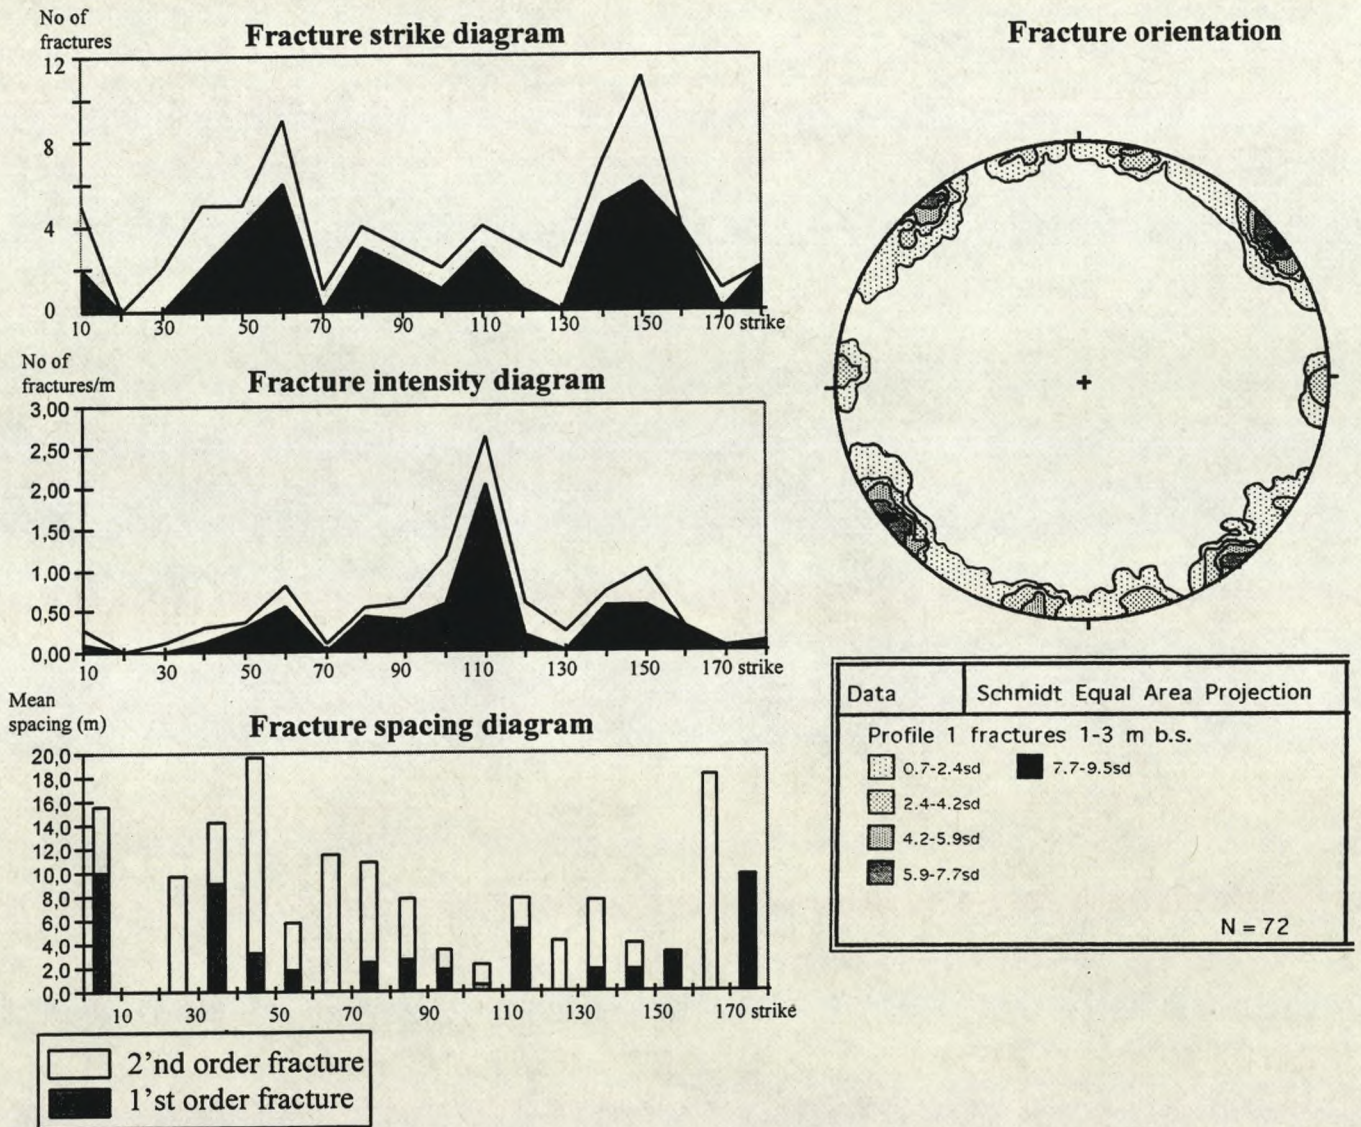 No of
fractures
Fracture strike diagram
12
8
4
0
10 30 50 70 90 110 130 150 170 strike
No of
fractures/m
Fracture intensity diagram
3,00
2,50
2,00
1,50
1,00
0,50
0,00
10 30 50 70 90 110 130 150 170 strike
Mean
spacing (m)
Fracture spacing diagram
20,0
18,0
16,0
14,0
12,0
10,0
8,0
6,0
4,0
2,0
0,0
10 30 50 70 90 110 130 150 170 strike
2'nd order fracture
1'st order fracture
Fracture orientation
Data Schmidt Equal Area Projection
Profile 1 fractures 1-3 m b.s.
0.7-2.4sd 7.7-9.5sd
2.4-4.2sd
4.2-5.9sd
5.9-7.7sd
N = 72